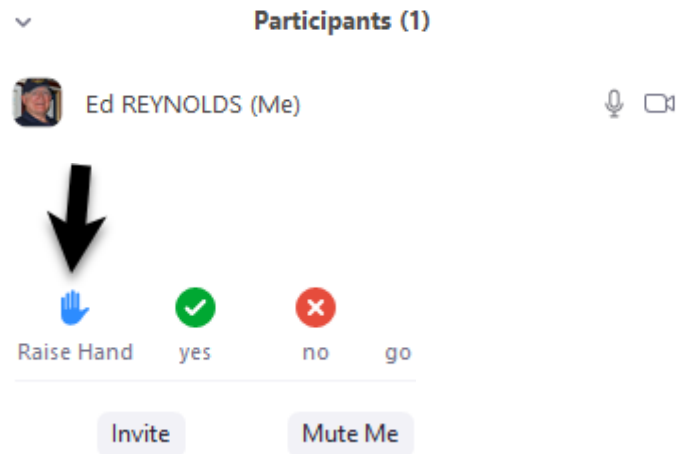 Participants (1)
Ed REYNOLDS (Me)
Raise Hand yes no go
Invite Mute Me